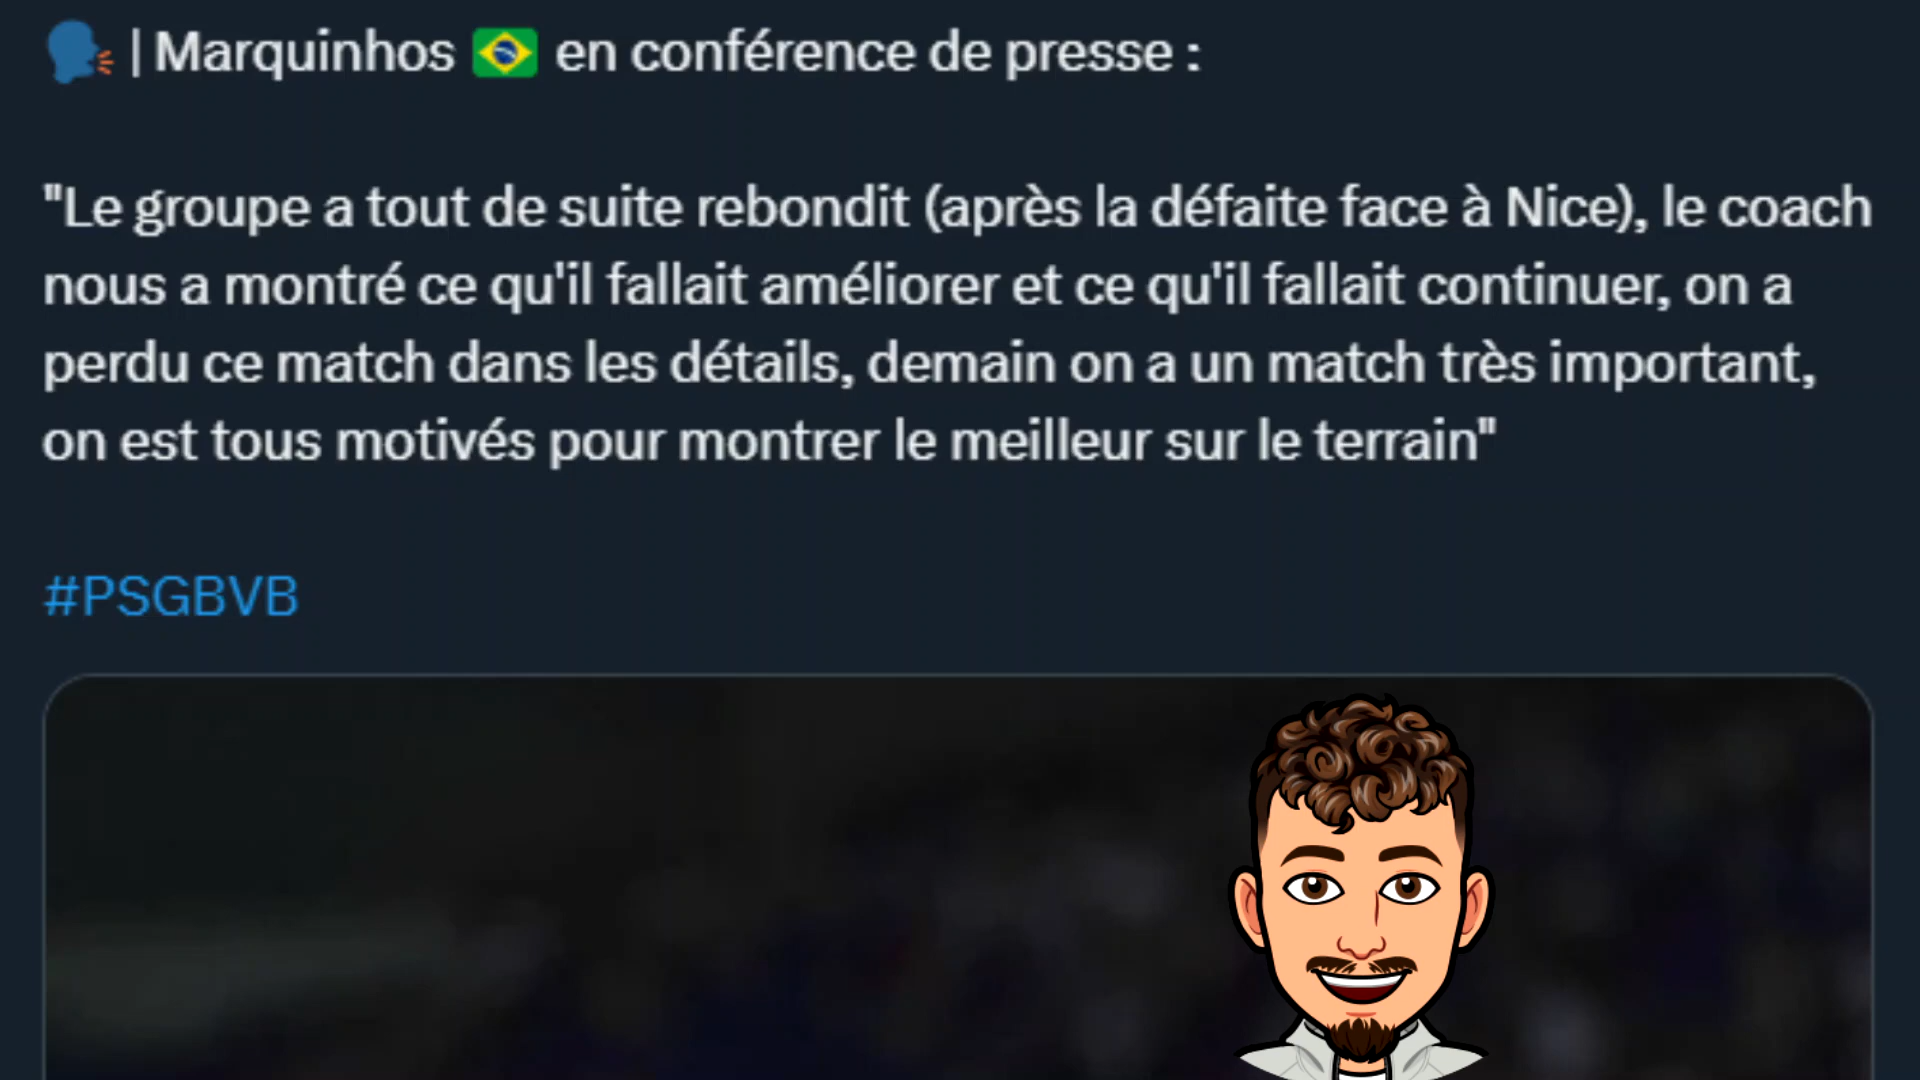 🗣️ | Marquinhos 🇧🇷 en conférence de presse :
"Le groupe a tout de suite rebondit (après la défaite face à Nice), le coach
nous a montré ce qu'il fallait améliorer et ce qu'il fallait continuer, on a
perdu ce match dans les détails, demain on a un match très important,
on est tous motivés pour montrer le meilleur sur le terrain"
#PSGBVB